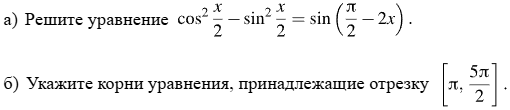 а) Решите уравнение cos² x/2 − sin² x/2 = sin (π/2 − 2x) .
б) Укажите корни уравнения, принадлежащие отрезку [π, 5π/2] .